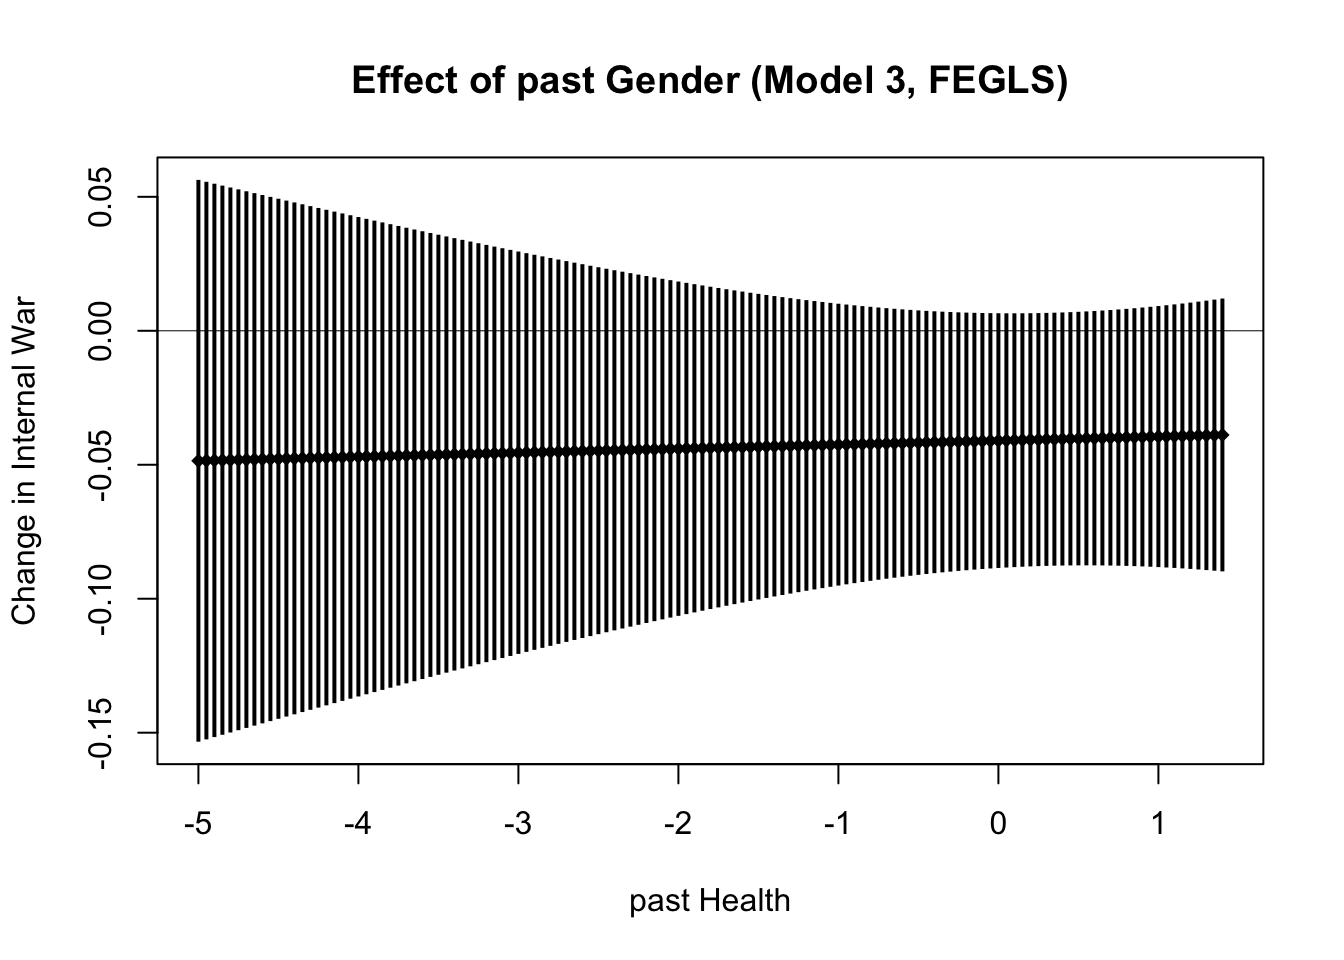 Effect of past Gender (Model 3, FEGLS)
Change in Internal War
0.05
0.00
-0.05
-0.10
-0.15
-5 -4 -3 -2 -1 0 1
past Health